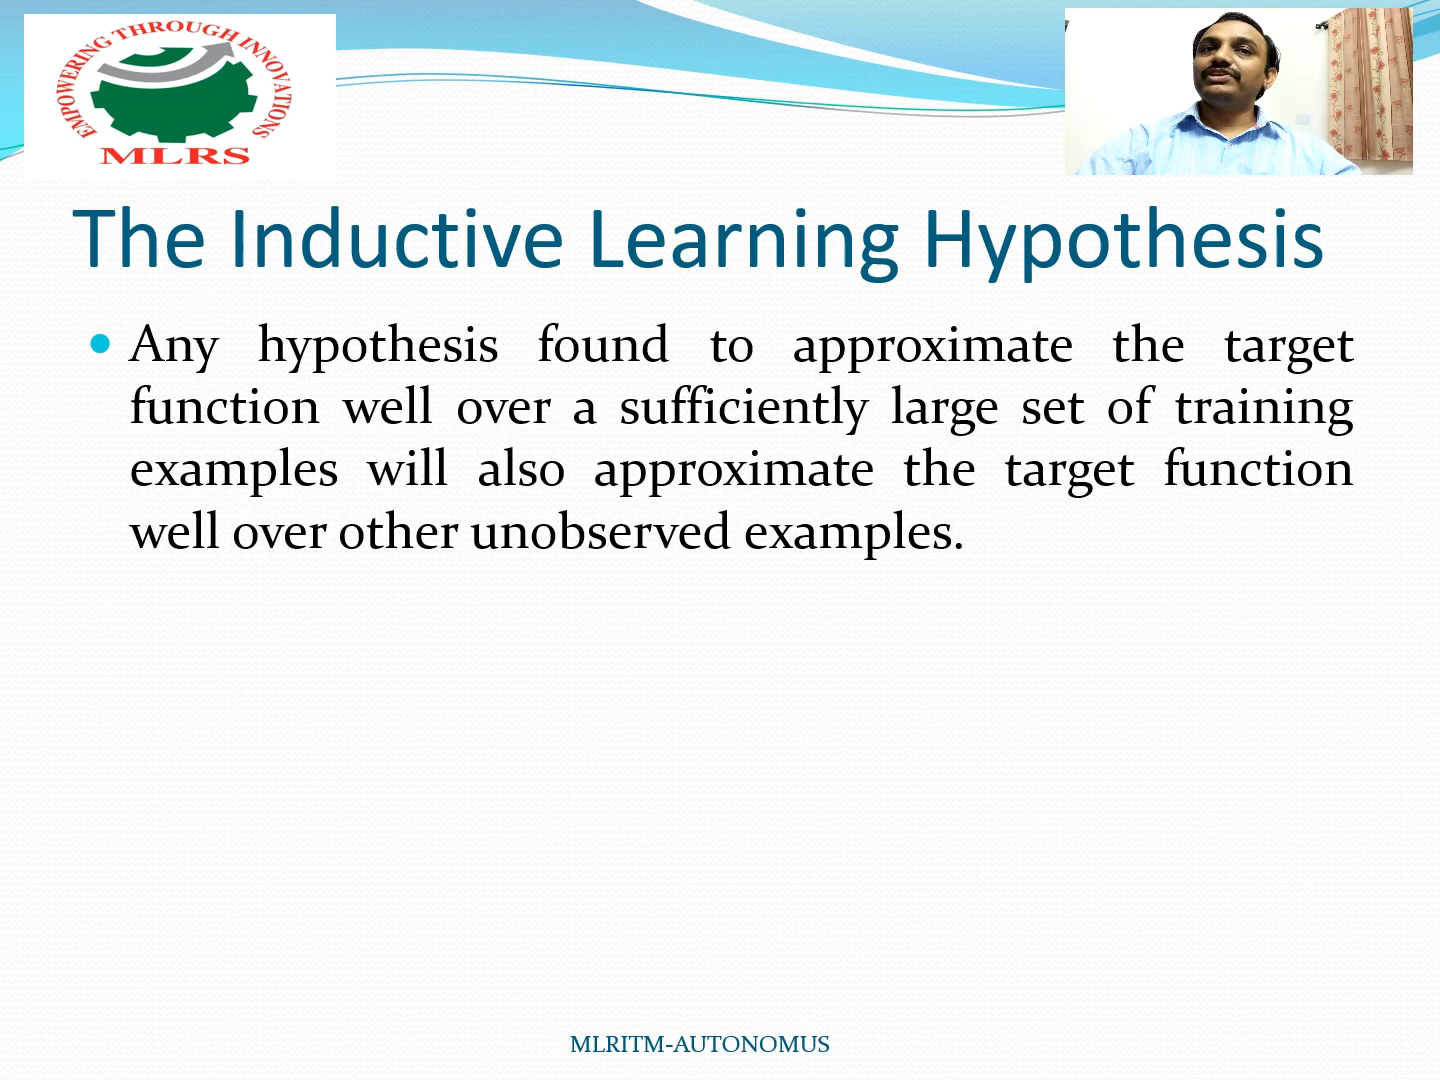 EMPOWERING THROUGH INNOVATIONS
MLRS
The Inductive Learning Hypothesis
Any hypothesis found to approximate the target
function well over a sufficiently large set of training
examples will also approximate the target function
well over other unobserved examples.
MLRITM-AUTONOMUS